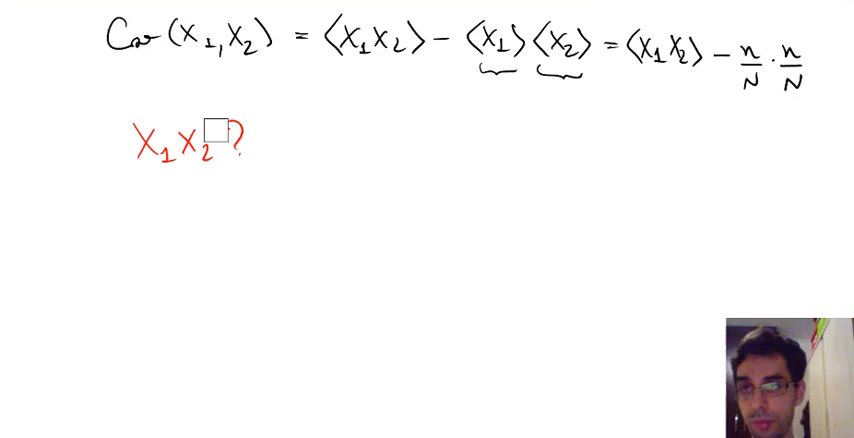 Cov(X₁,X₂) = ⟨X₁X₂⟩ − ⟨X₁⟩⟨X₂⟩ = ⟨X₁X₂⟩ − n/N · n/N
X₁X₂?